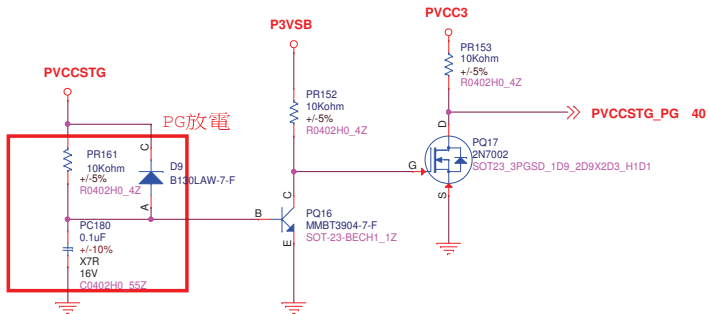 PVCCSTG
PG放電
PR161
10Kohm
+/-5%
R0402H0_4Z
C
D9
B130LAW-7-F
A
PC180
0.1uF
+/-10%
X7R
16V
C0402H0_55Z
P3VSB
PR152
10Kohm
+/-5%
R0402H0_4Z
B
C
E
PQ16
MMBT3904-7-F
SOT-23-BECH1_1Z
PVCC3
PR153
10Kohm
+/-5%
R0402H0_4Z
PVCCSTG_PG 40
D
G
S
PQ17
2N7002
SOT23_3PGSD_1D9_2D9X2D3_H1D1